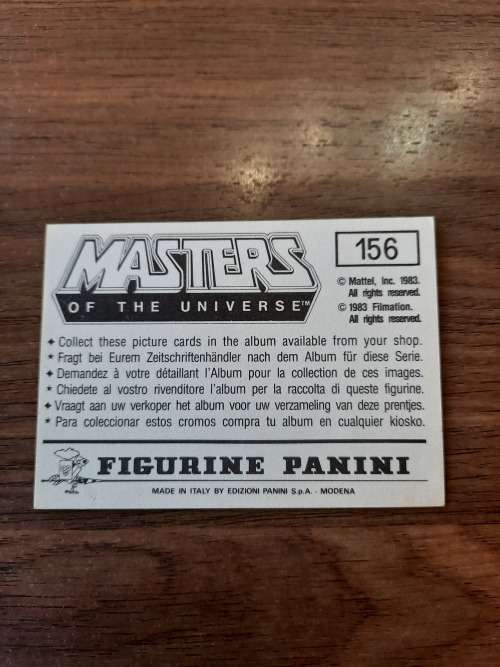 MASTERS
OF THE UNIVERSE™
156
© Mattel, Inc. 1983.
All rights reserved.
© 1983 Filmation.
All rights reserved.
✦ Collect these picture cards in the album available from your shop.
★ Fragt bei Eurem Zeitschriftenhändler nach dem Album für diese Serie.
✦ Demandez à votre détaillant l'Album pour la collection de ces images.
★ Chiedete al vostro rivenditore l'album per la raccolta di queste figurine.
✦ Vraagt aan uw verkoper het album voor uw verzameling van deze prentjes.
★ Para coleccionar estos cromos compra tu album en cualquier kiosko.
FIGURINE PANINI
MADE IN ITALY BY EDIZIONI PANINI S.p.A. - MODENA